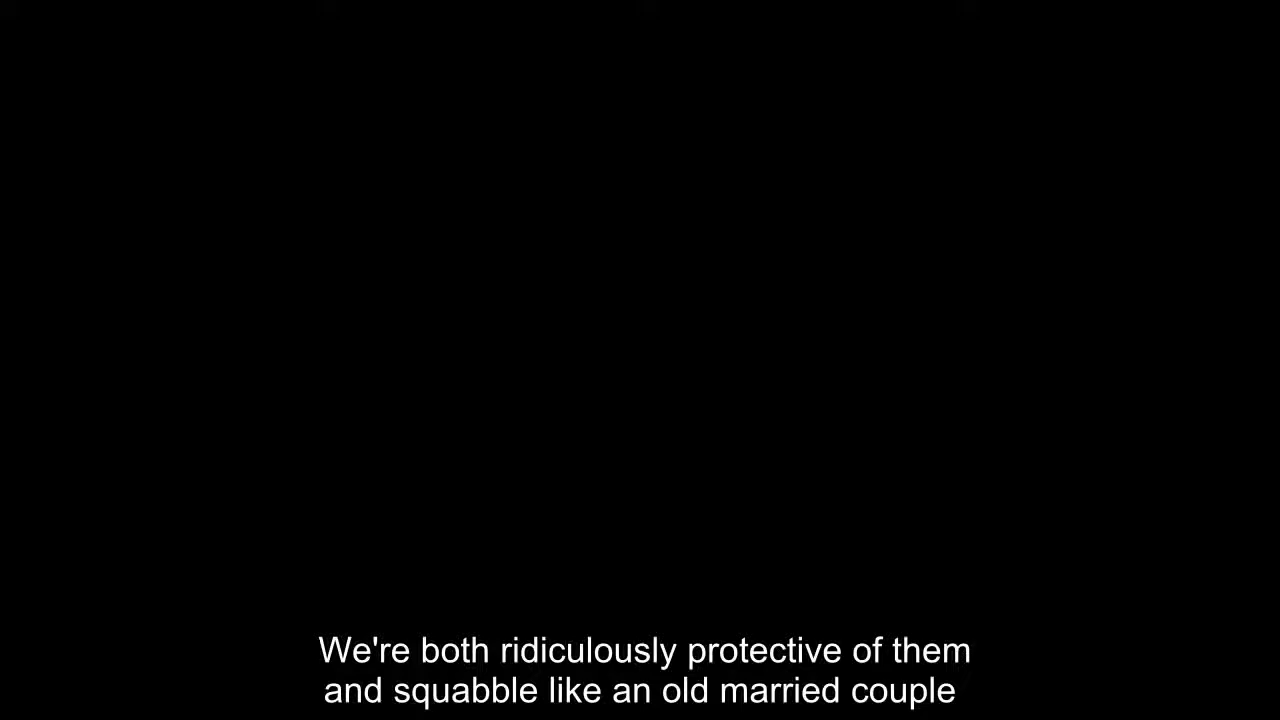 We're both ridiculously protective of them
and squabble like an old married couple